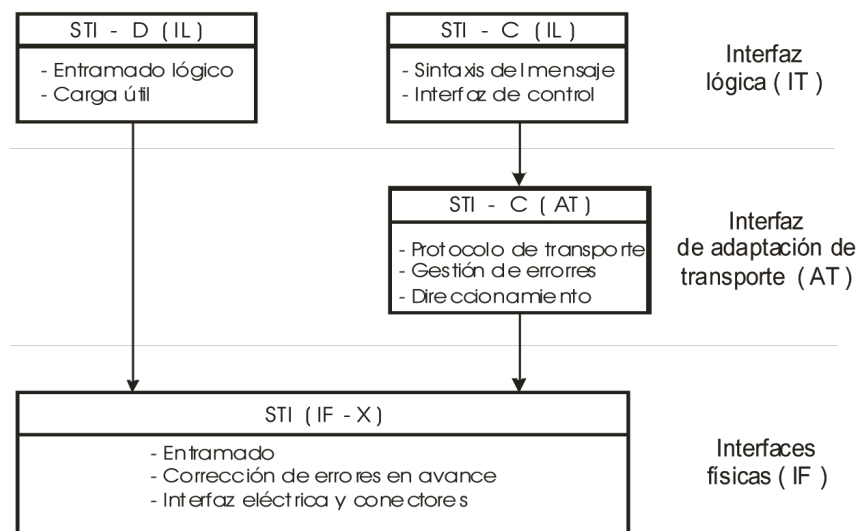 STI - D ( IL )
- Entramado lógico
- Carga útil
STI - C ( IL )
- Sintaxis del mensaje
- Interfaz de control
Interfaz
lógica ( IT )
STI - C ( AT )
- Protocolo de transporte
- Gestión de errorres
- Direccionamiento
Interfaz
de adaptación de
transporte ( AT )
STI ( IF - X )
- Entramado
- Corrección de errores en avance
- Interfaz eléctrica y conectores
Interfaces
físicas ( IF )